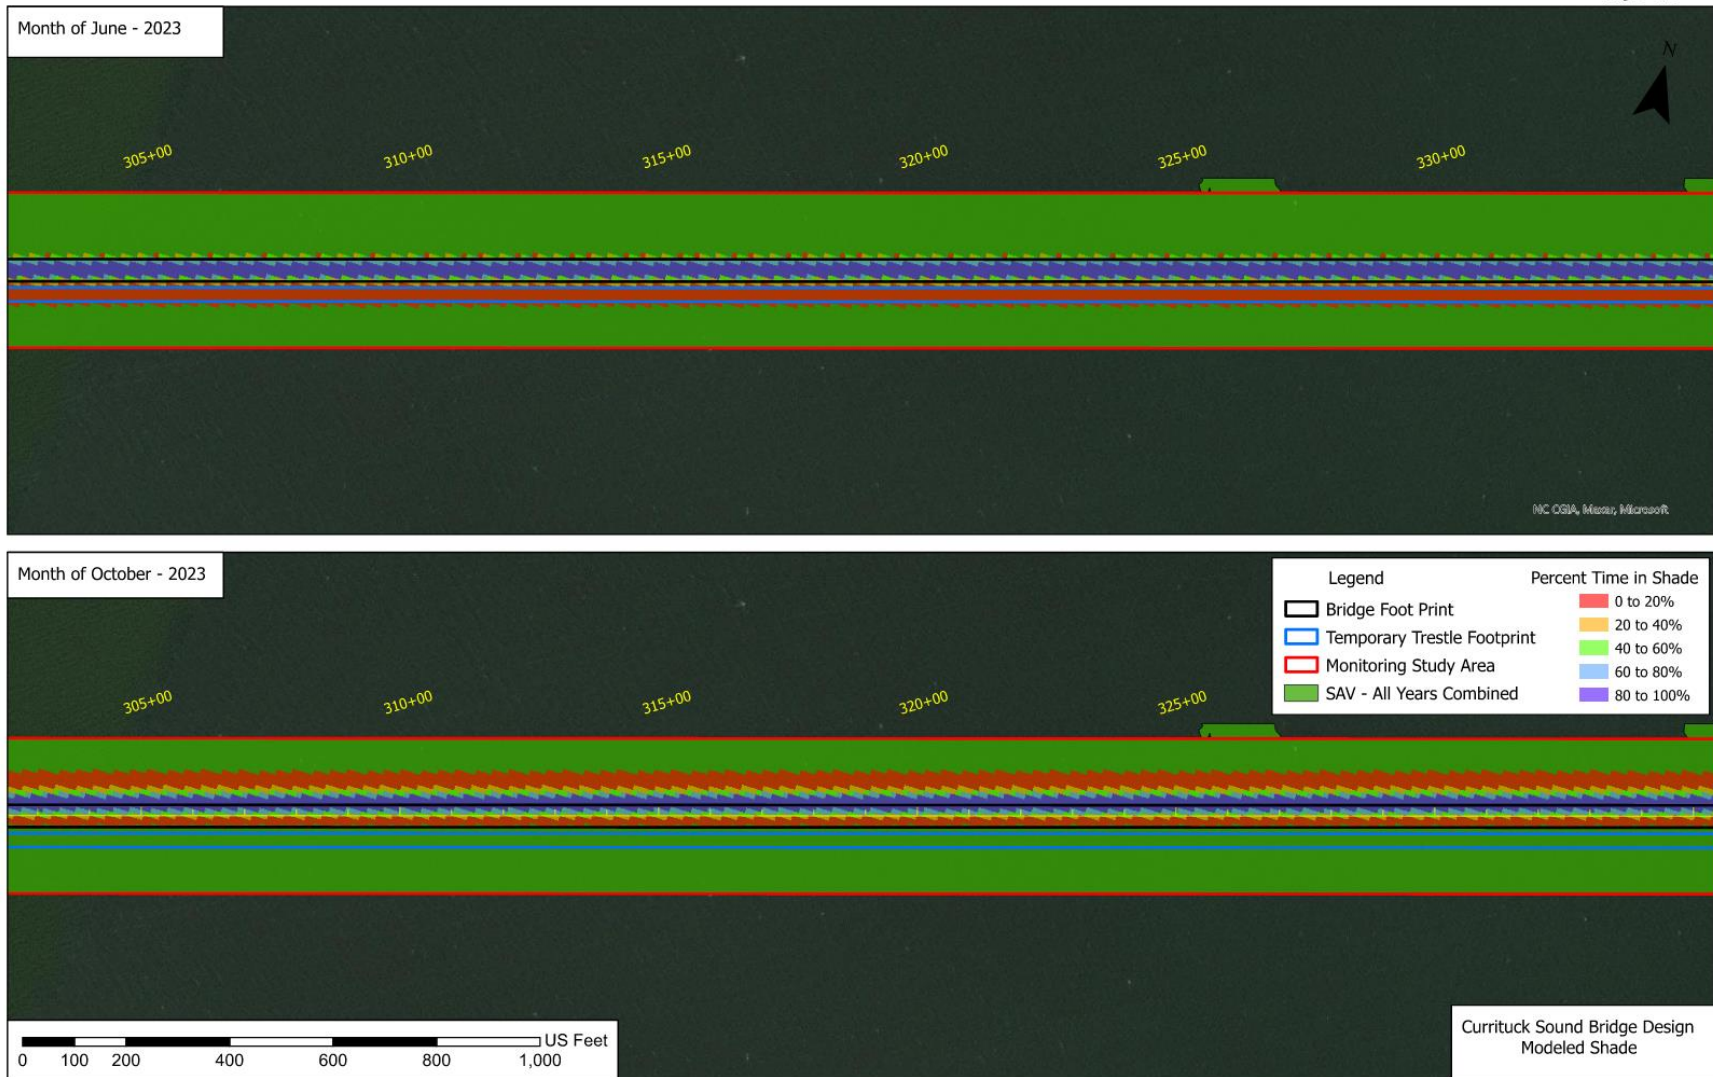 Month of June - 2023
N
305+00
310+00
315+00
320+00
325+00
330+00
NC CGIA, Maxar, Microsoft
Month of October - 2023
Legend
Bridge Foot Print
Temporary Trestle Footprint
Monitoring Study Area
SAV - All Years Combined
Percent Time in Shade
0 to 20%
20 to 40%
40 to 60%
60 to 80%
80 to 100%
305+00
310+00
315+00
320+00
325+00
US Feet
0 100 200 400 600 800 1,000
Currituck Sound Bridge Design
Modeled Shade